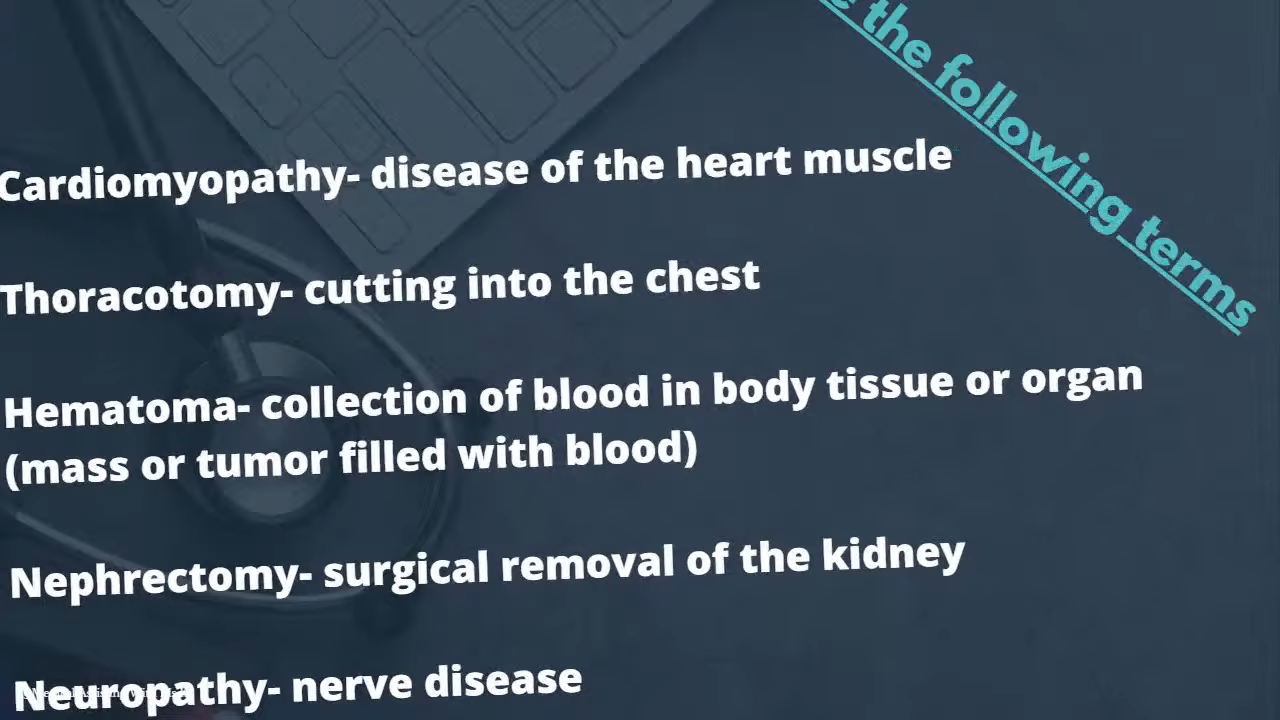 the following terms
Cardiomyopathy- disease of the heart muscle
Thoracotomy- cutting into the chest
Hematoma- collection of blood in body tissue or organ
(mass or tumor filled with blood)
Nephrectomy- surgical removal of the kidney
Neuropathy- nerve disease